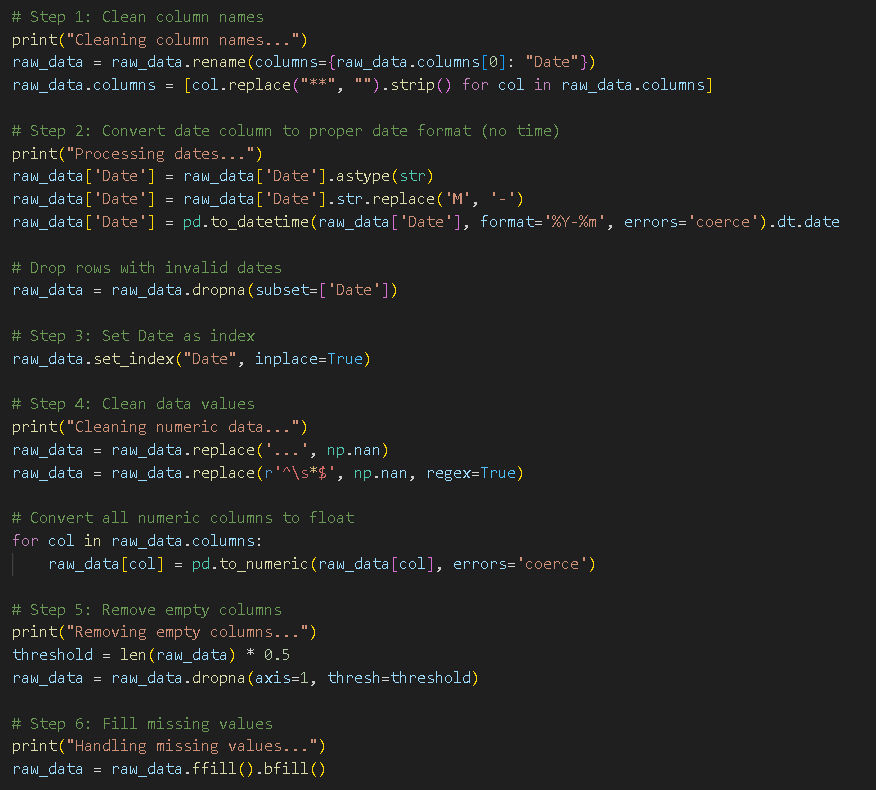 # Step 1: Clean column names
print("Cleaning column names...")
raw_data = raw_data.rename(columns={raw_data.columns[0]: "Date"})
raw_data.columns = [col.replace("**", "").strip() for col in raw_data.columns]
# Step 2: Convert date column to proper date format (no time)
print("Processing dates...")
raw_data['Date'] = raw_data['Date'].astype(str)
raw_data['Date'] = raw_data['Date'].str.replace('M', '-')
raw_data['Date'] = pd.to_datetime(raw_data['Date'], format='%Y-%m', errors='coerce').dt.date
# Drop rows with invalid dates
raw_data = raw_data.dropna(subset=['Date'])
# Step 3: Set Date as index
raw_data.set_index("Date", inplace=True)
# Step 4: Clean data values
print("Cleaning numeric data...")
raw_data = raw_data.replace('...', np.nan)
raw_data = raw_data.replace(r'^\s*$', np.nan, regex=True)
# Convert all numeric columns to float
for col in raw_data.columns:
    raw_data[col] = pd.to_numeric(raw_data[col], errors='coerce')
# Step 5: Remove empty columns
print("Removing empty columns...")
threshold = len(raw_data) * 0.5
raw_data = raw_data.dropna(axis=1, thresh=threshold)
# Step 6: Fill missing values
print("Handling missing values...")
raw_data = raw_data.ffill().bfill()